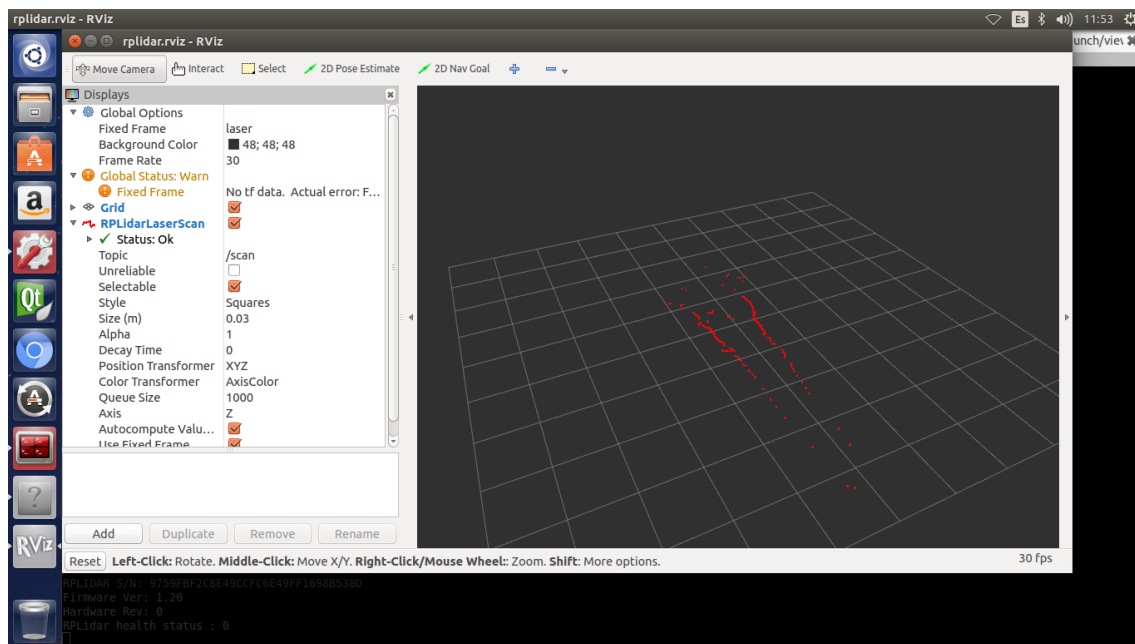 rplidar.rviz - RViz
Es
11:53
rplidar.rviz - RViz
unch/viev
Move Camera
Interact
Select
2D Pose Estimate
2D Nav Goal
Displays
Global Options
Fixed Frame laser
Background Color 48; 48; 48
Frame Rate 30
Global Status: Warn
Fixed Frame No tf data. Actual error: F...
Grid
RPLidarLaserScan
Status: Ok
Topic /scan
Unreliable
Selectable
Style Squares
Size (m) 0.03
Alpha 1
Decay Time 0
Position Transformer XYZ
Color Transformer AxisColor
Queue Size 1000
Axis Z
Autocompute Valu...
Use Fixed Frame
Add
Duplicate
Remove
Rename
Reset
Left-Click: Rotate. Middle-Click: Move X/Y. Right-Click/Mouse Wheel:: Zoom. Shift: More options.
30 fps
RPLIDAR S/N: 9759FBF2C8E49CCFC6E49FF1698B530D
Firmware Ver: 1.20
Hardware Rev: 0
RPLidar health status : 0
a
Qt
A
?
RViz